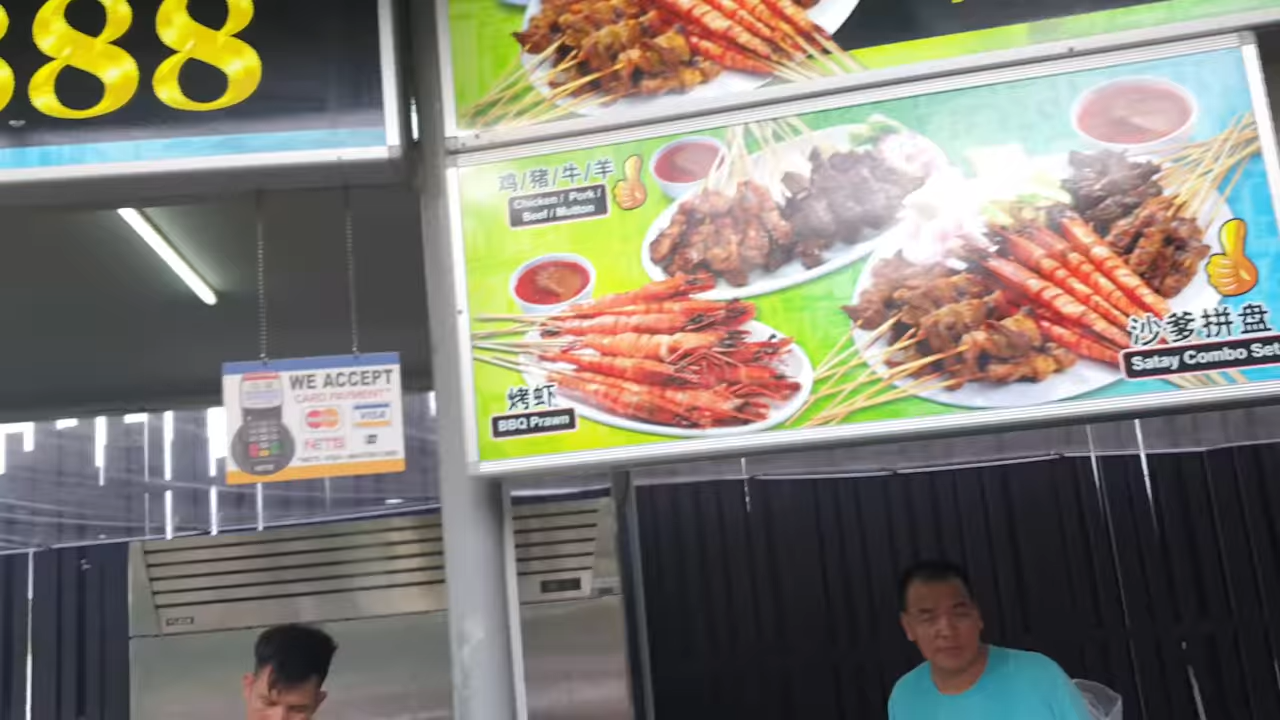 888
鸡/猪/牛/羊
Chicken / Pork /
Beef / Mutton
烤虾
BBQ Prawn
沙爹拼盘
Satay Combo Set
WE ACCEPT
CARD PAYMENT
VISA
NETS